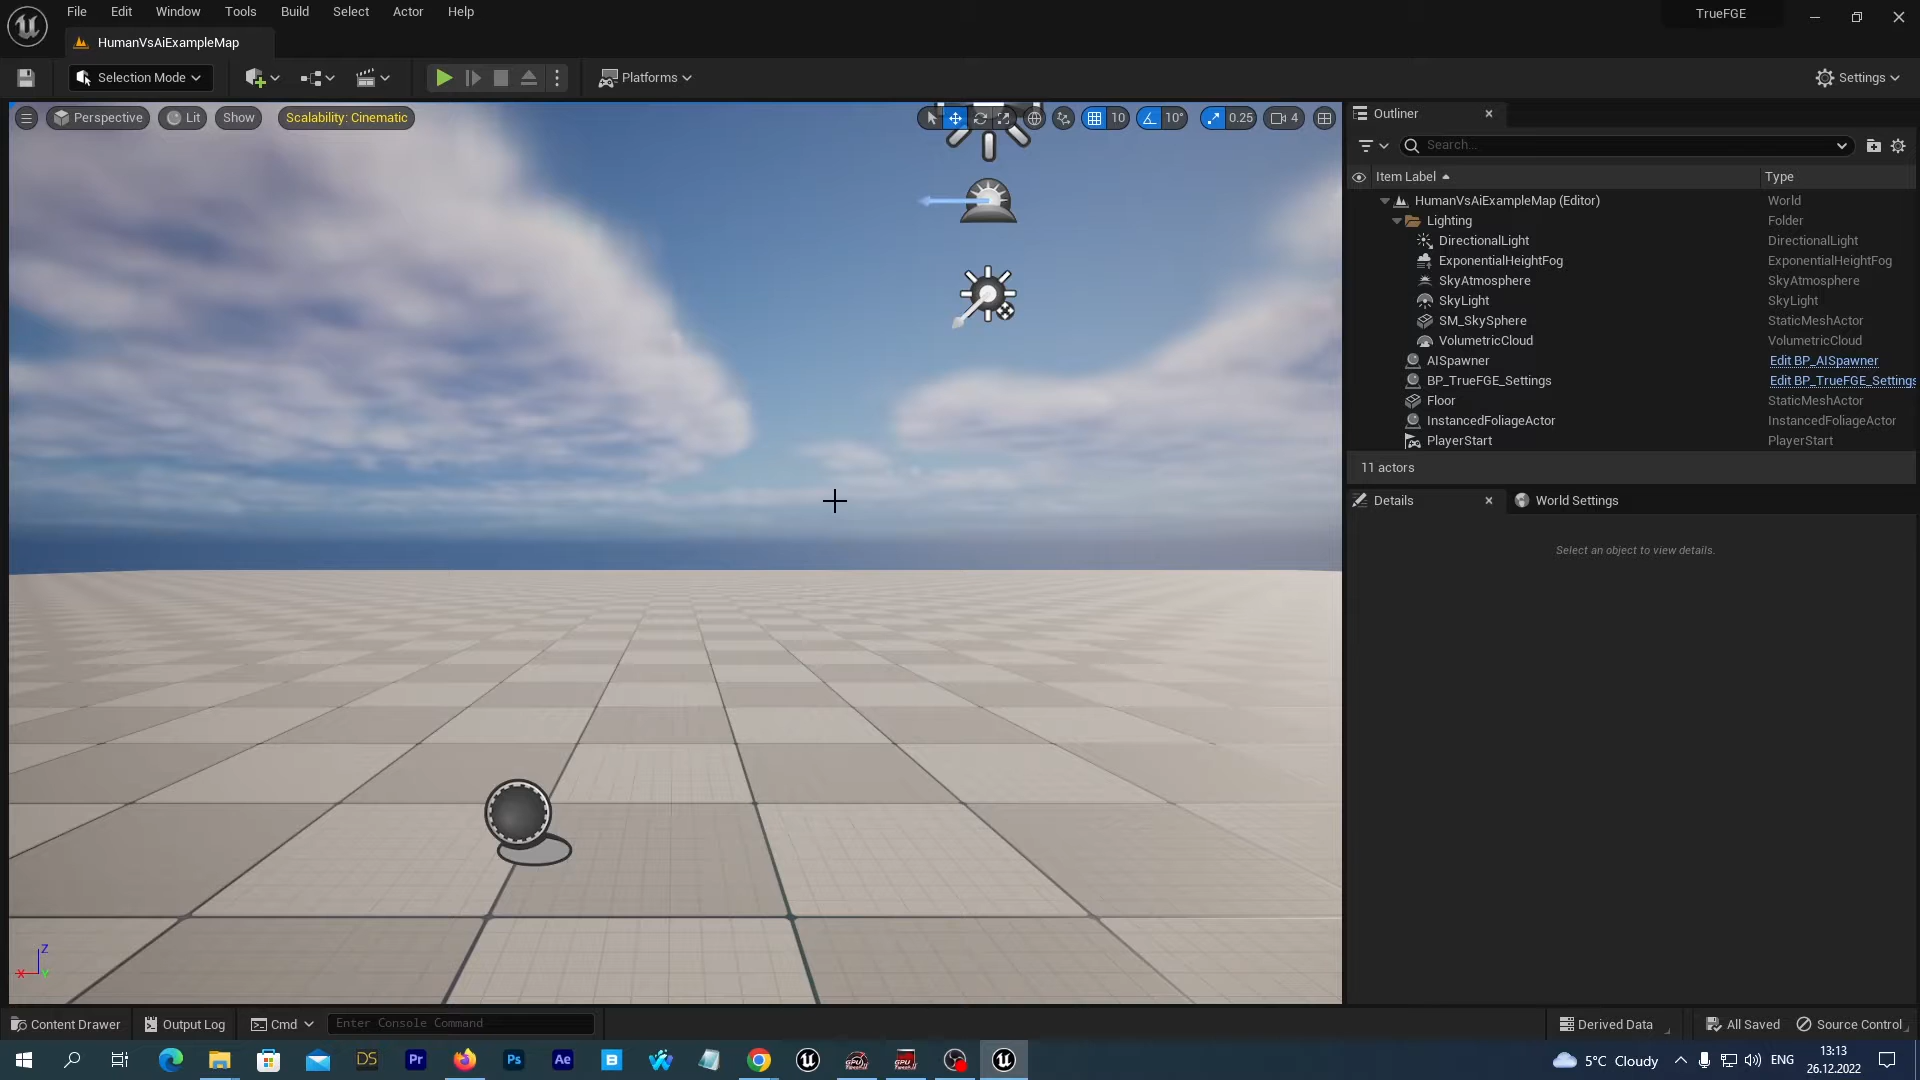 File Edit Window Tools Build Select Actor Help
TrueFGE
HumanVsAiExampleMap
Selection Mode
Platforms
Settings
Perspective Lit Show Scalability: Cinematic
10 10° 0.25 4
Outliner
Search...
Item Label Type
HumanVsAiExampleMap (Editor) World
Lighting Folder
DirectionalLight DirectionalLight
ExponentialHeightFog ExponentialHeightFog
SkyAtmosphere SkyAtmosphere
SkyLight SkyLight
SM_SkySphere StaticMeshActor
VolumetricCloud VolumetricCloud
AISpawner Edit BP_AISpawner
BP_TrueFGE_Settings Edit BP_TrueFGE_Settings
Floor StaticMeshActor
InstancedFoliageActor InstancedFoliageActor
PlayerStart PlayerStart
11 actors
Details World Settings
Select an object to view details.
Z
X Y
Content Drawer Output Log Cmd Enter Console Command
Derived Data All Saved Source Control
DS Pr Ps Ae B
5°C Cloudy ENG
13:13
26.12.2022